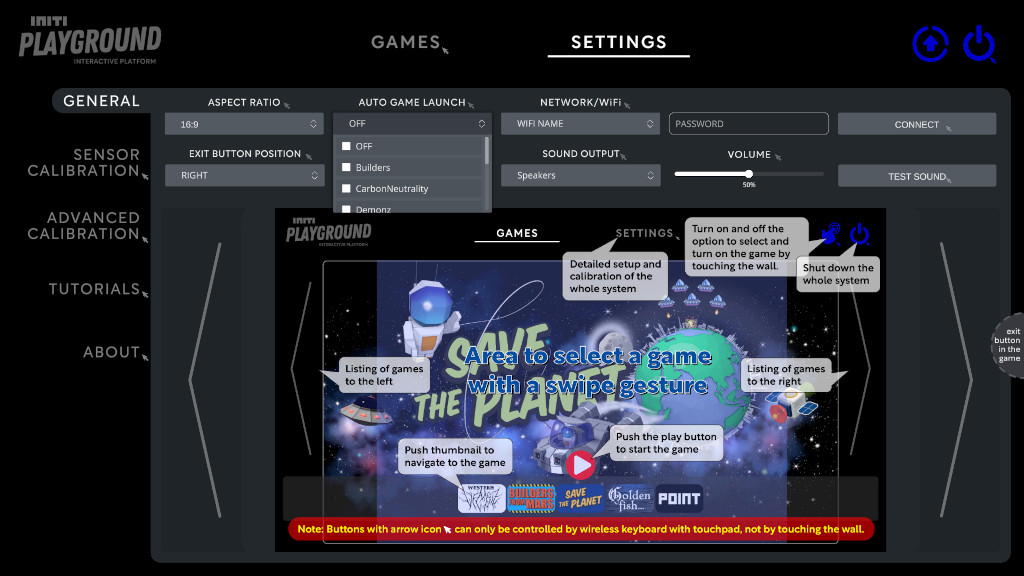 INITI
PLAYGROUND
INTERACTIVE PLATFORM
GAMES
SETTINGS
GENERAL
SENSOR
CALIBRATION
ADVANCED
CALIBRATION
TUTORIALS
ABOUT
ASPECT RATIO
AUTO GAME LAUNCH
NETWORK/WiFi
16:9
OFF
WIFI NAME
PASSWORD
CONNECT
OFF
Builders
CarbonNeutrality
Demonz
EXIT BUTTON POSITION
SOUND OUTPUT
VOLUME
RIGHT
Speakers
50%
TEST SOUND
INITI
PLAYGROUND
INTERACTIVE PLATFORM
GAMES
SETTINGS
Turn on and off the
option to select and
turn on the game by
touching the wall.
Detailed setup and
calibration of the
whole system
Shut down the
whole system
SAVE
THE PLANET
Area to select a game
with a swipe gesture
Listing of games
to the left
Listing of games
to the right
Push thumbnail to
navigate to the game
Push the play button
to start the game
exit
button
in the
game
WESTERN
BUILDERS
FROM MARS
SAVE
THE PLANET
Golden
fish...
POINT
Note: Buttons with arrow icon can only be controlled by wireless keyboard with touchpad, not by touching the wall.